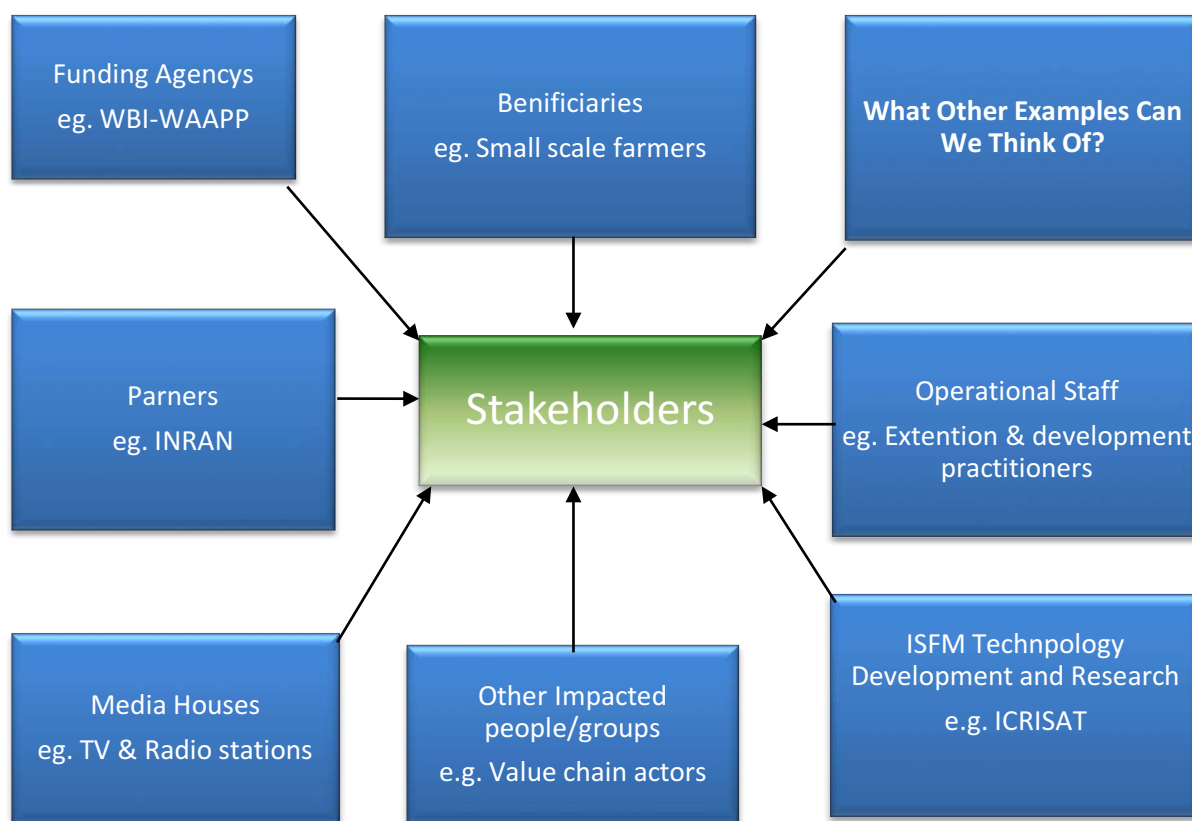 Funding Agencys
eg. WBI-WAAPP
Benificiaries
eg. Small scale farmers
What Other Examples Can
We Think Of?
Parners
eg. INRAN
Stakeholders
Operational Staff
eg. Extention & development
practitioners
Media Houses
eg. TV & Radio stations
Other Impacted
people/groups
e.g. Value chain actors
ISFM Technpology
Development and Research
e.g. ICRISAT